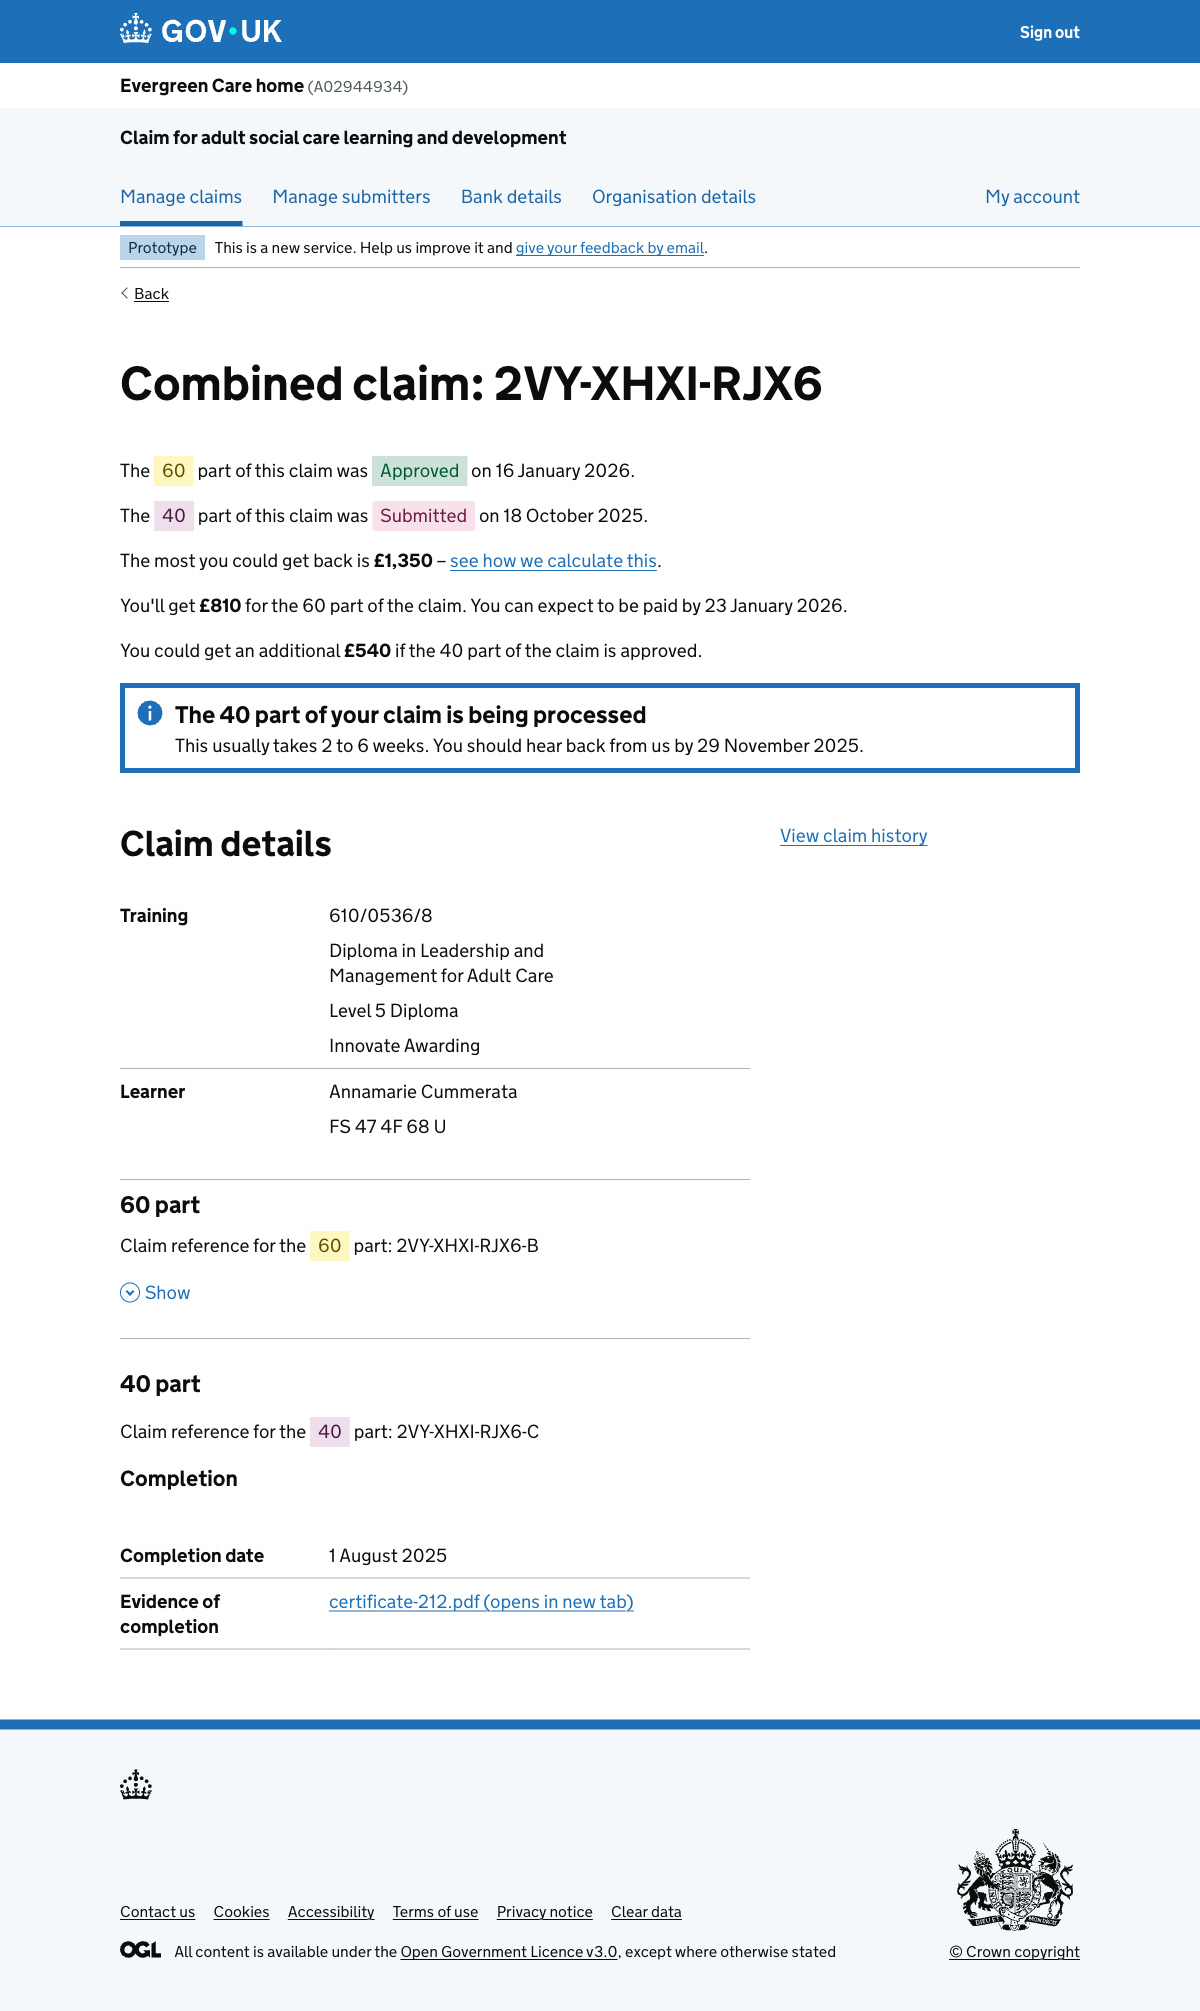 GOV·UK
Sign out
Evergreen Care home (A02944934)
Claim for adult social care learning and development
Manage claims Manage submitters Bank details Organisation details My account
Prototype This is a new service. Help us improve it and give your feedback by email.
Back
Combined claim: 2VY-XHXI-RJX6
The 60 part of this claim was Approved on 16 January 2026.
The 40 part of this claim was Submitted on 18 October 2025.
The most you could get back is £1,350 – see how we calculate this.
You'll get £810 for the 60 part of the claim. You can expect to be paid by 23 January 2026.
You could get an additional £540 if the 40 part of the claim is approved.
The 40 part of your claim is being processed
This usually takes 2 to 6 weeks. You should hear back from us by 29 November 2025.
Claim details
View claim history
Training 610/0536/8
Diploma in Leadership and
Management for Adult Care
Level 5 Diploma
Innovate Awarding
Learner Annamarie Cummerata
FS 47 4F 68 U
60 part
Claim reference for the 60 part: 2VY-XHXI-RJX6-B
Show
40 part
Claim reference for the 40 part: 2VY-XHXI-RJX6-C
Completion
Completion date 1 August 2025
Evidence of certificate-212.pdf (opens in new tab)
completion
Contact us Cookies Accessibility Terms of use Privacy notice Clear data
OGL All content is available under the Open Government Licence v3.0, except where otherwise stated
© Crown copyright